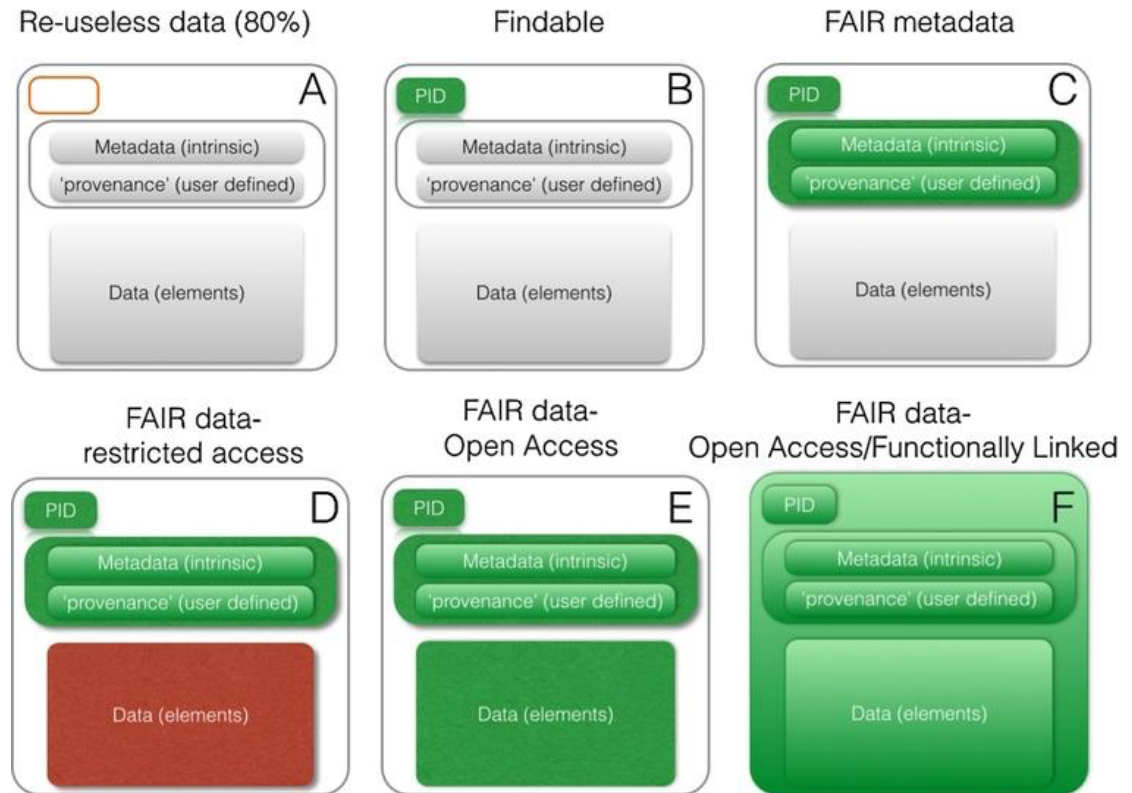 Re-useless data (80%)
Findable
FAIR metadata
A
Metadata (intrinsic)
'provenance' (user defined)
Data (elements)
PID
B
Metadata (intrinsic)
'provenance' (user defined)
Data (elements)
PID
C
Metadata (intrinsic)
'provenance' (user defined)
Data (elements)
FAIR data-
restricted access
FAIR data-
Open Access
FAIR data-
Open Access/Functionally Linked
PID
D
Metadata (intrinsic)
'provenance' (user defined)
Data (elements)
PID
E
Metadata (intrinsic)
'provenance' (user defined)
Data (elements)
PID
F
Metadata (intrinsic)
'provenance' (user defined)
Data (elements)